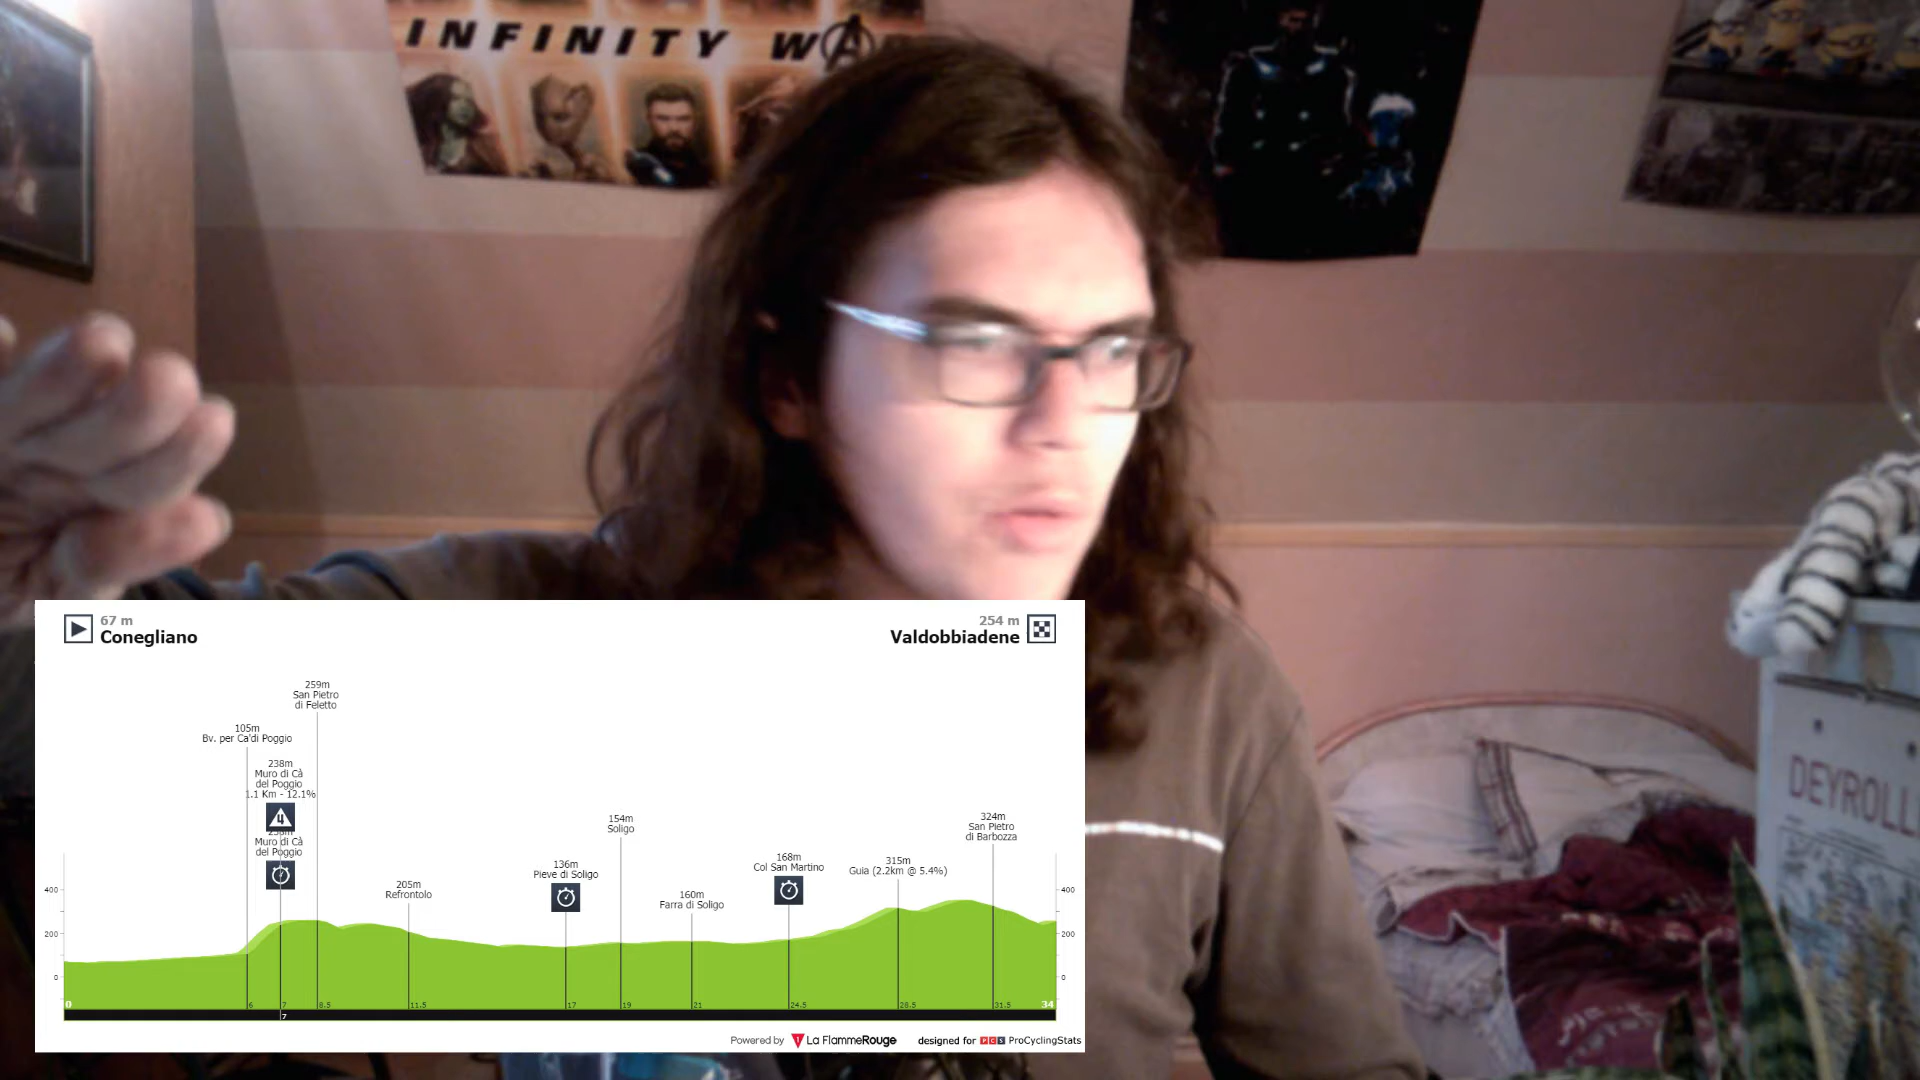 INFINITY WAR
67 m
Conegliano
254 m
Valdobbiadene
259m
San Pietro
di Feletto
105m
Bv. per Ca'di Poggio
238m
Muro di Cà
del Poggio
1.1 Km - 12.1%
4
238m
Muro di Cà
del Poggio
205m
Refrontolo
136m
Pieve di Soligo
154m
Soligo
160m
Farra di Soligo
168m
Col San Martino
315m
Guia (2.2km @ 5.4%)
324m
San Pietro
di Barbozza
400
200
0
400
200
0
0
6
7
8.5
11.5
17
19
21
24.5
28.5
31.5
34
7
Powered by La FlammeRouge
designed for PCS ProCyclingStats
DEYROLL